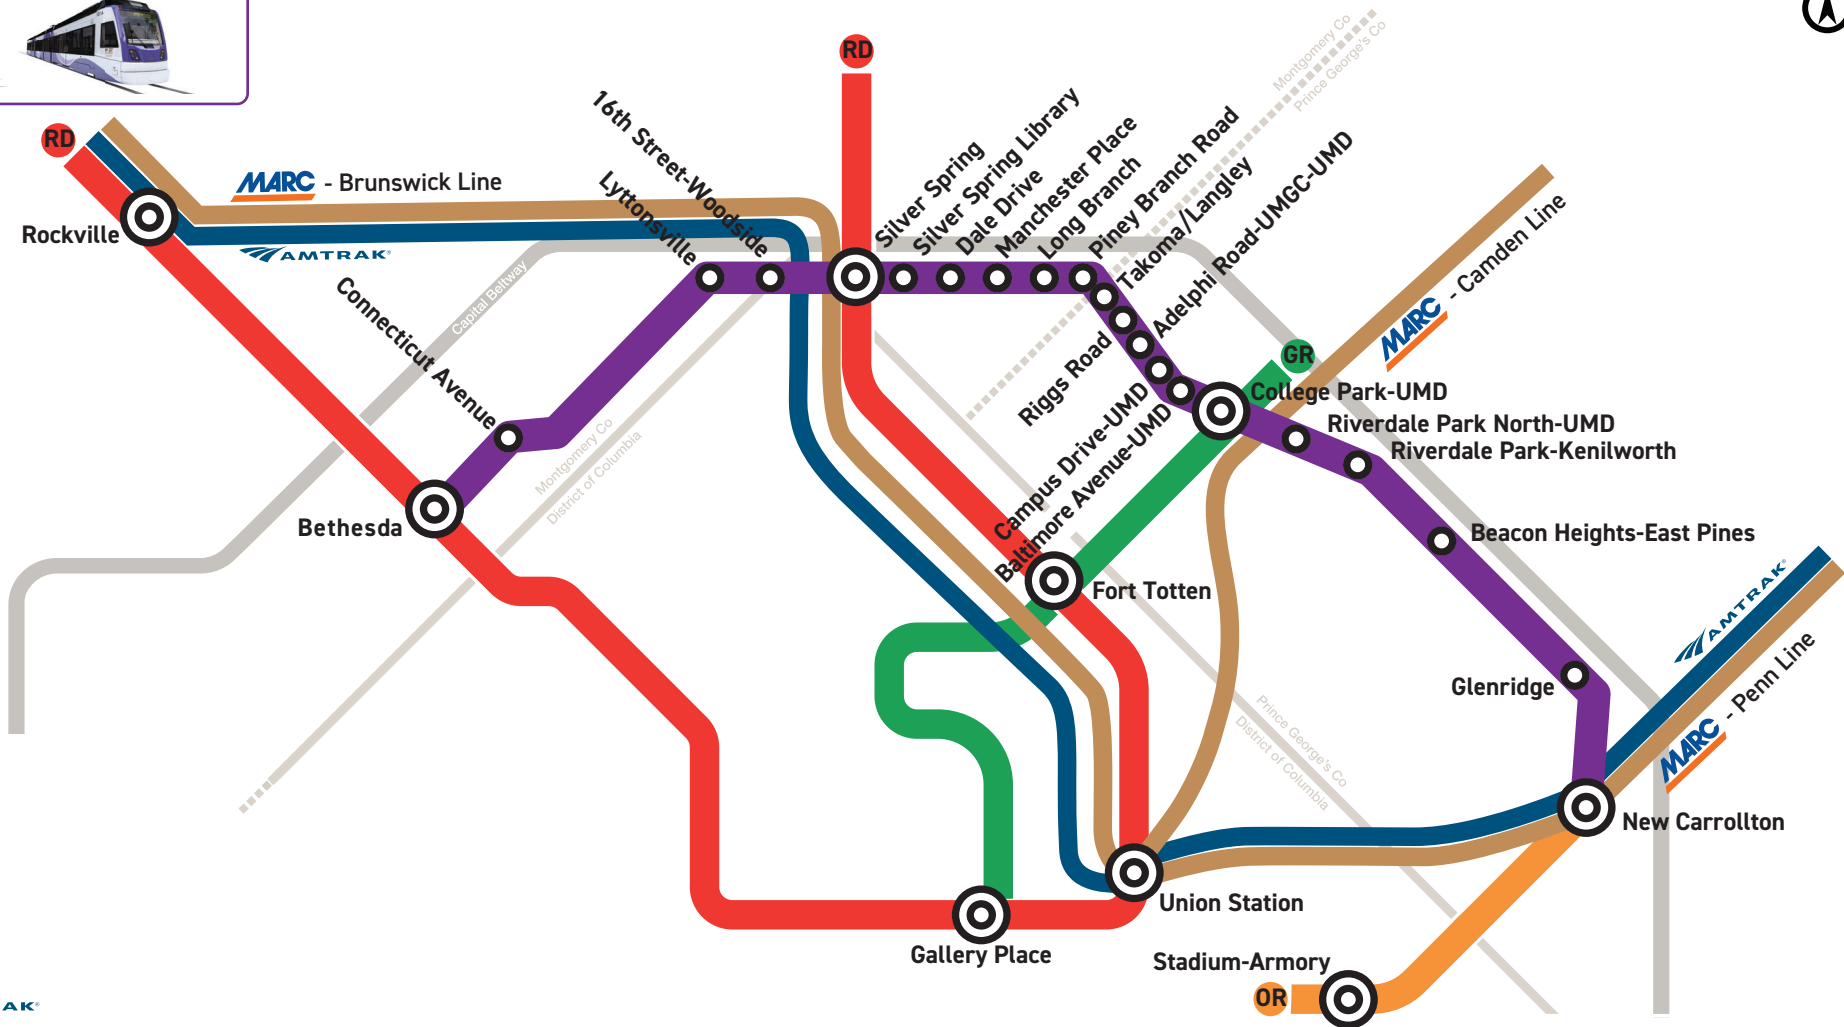 RD
RD
MARC - Brunswick Line
AMTRAK®
Rockville
Capital Beltway
Connecticut Avenue
Lyttonsville
16th Street-Woodside
Silver Spring
Silver Spring Library
Dale Drive
Manchester Place
Long Branch
Piney Branch Road
Takoma/Langley
Adelphi Road-UMGC-UMD
Montgomery Co
Prince George's Co
MARC - Camden Line
GR
College Park-UMD
Riggs Road
Campus Drive-UMD
Baltimore Avenue-UMD
Riverdale Park North-UMD
Riverdale Park-Kenilworth
Montgomery Co
District of Columbia
Bethesda
Beacon Heights-East Pines
Fort Totten
AMTRAK®
MARC - Penn Line
Glenridge
Prince George's Co
District of Columbia
New Carrollton
Union Station
Gallery Place
Stadium-Armory
OR
AK®